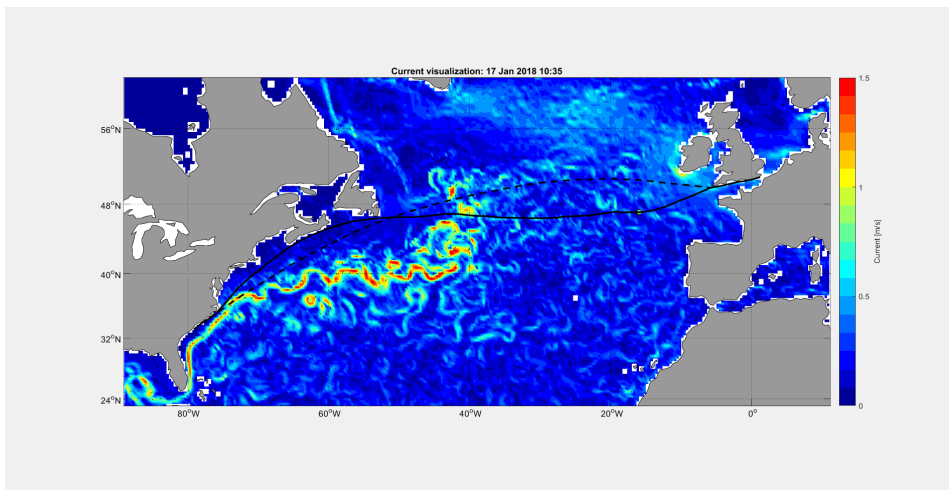 Current visualization: 17 Jan 2018 10:35
1.5
56°N
48°N
1
40°N
Current [m/s]
0.5
32°N
24°N
0
80°W
60°W
40°W
20°W
0°